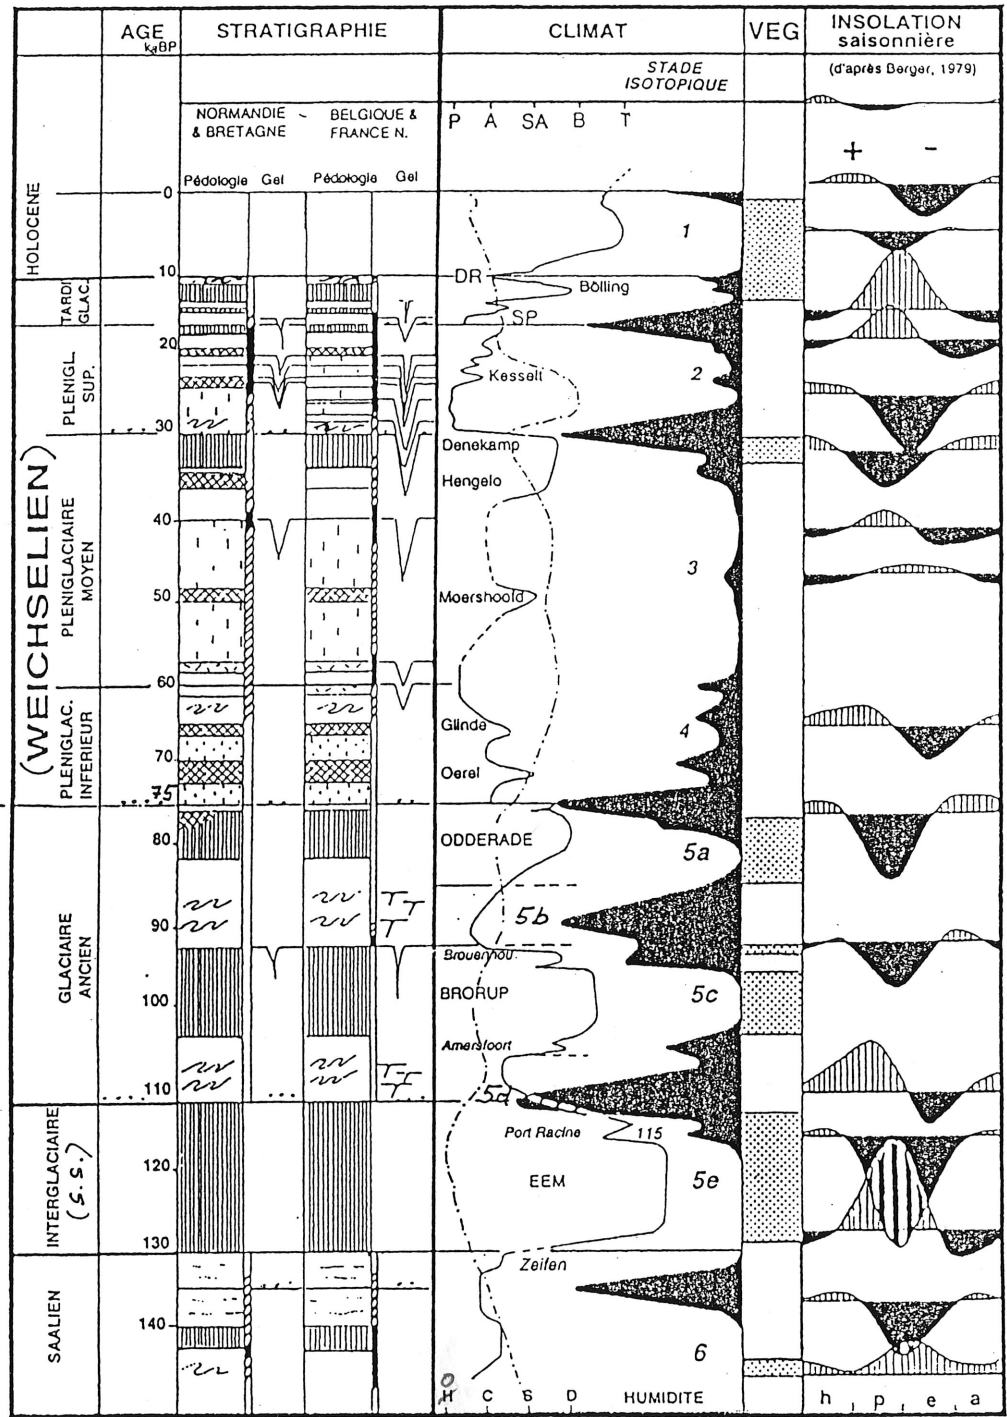 AGE
ka BP
STRATIGRAPHIE
CLIMAT
VEG
INSOLATION
saisonnière
(d'après Berger, 1979)
STADE
ISOTOPIQUE
NORMANDIE
& BRETAGNE
BELGIQUE &
FRANCE N.
P A SA B T
+ -
Pédologie Gel Pédologie Gel
HOLOCENE
0
1
10
DR
Bölling
TARDI
GLAC.
SP
(WEICHSELIEN)
PLENIGL.
SUP.
20
Kesselt
2
30
Denekamp
Hengelo
PLENIGLACIAIRE
MOYEN
40
3
50
Moershoofd
60
PLENIGLAC.
INFERIEUR
Glinde
4
70
Oerel
75
GLACIAIRE
ANCIEN
80
ODDERADE
5a
90
5b
Brouerhou.
100
BRORUP
5c
Amersfoort
110
5d
INTERGLACIAIRE
(s.s.)
Port Racine
115
120
EEM
5e
130
Zeifen
SAALIEN
140
6
H C S D HUMIDITE
h p e a